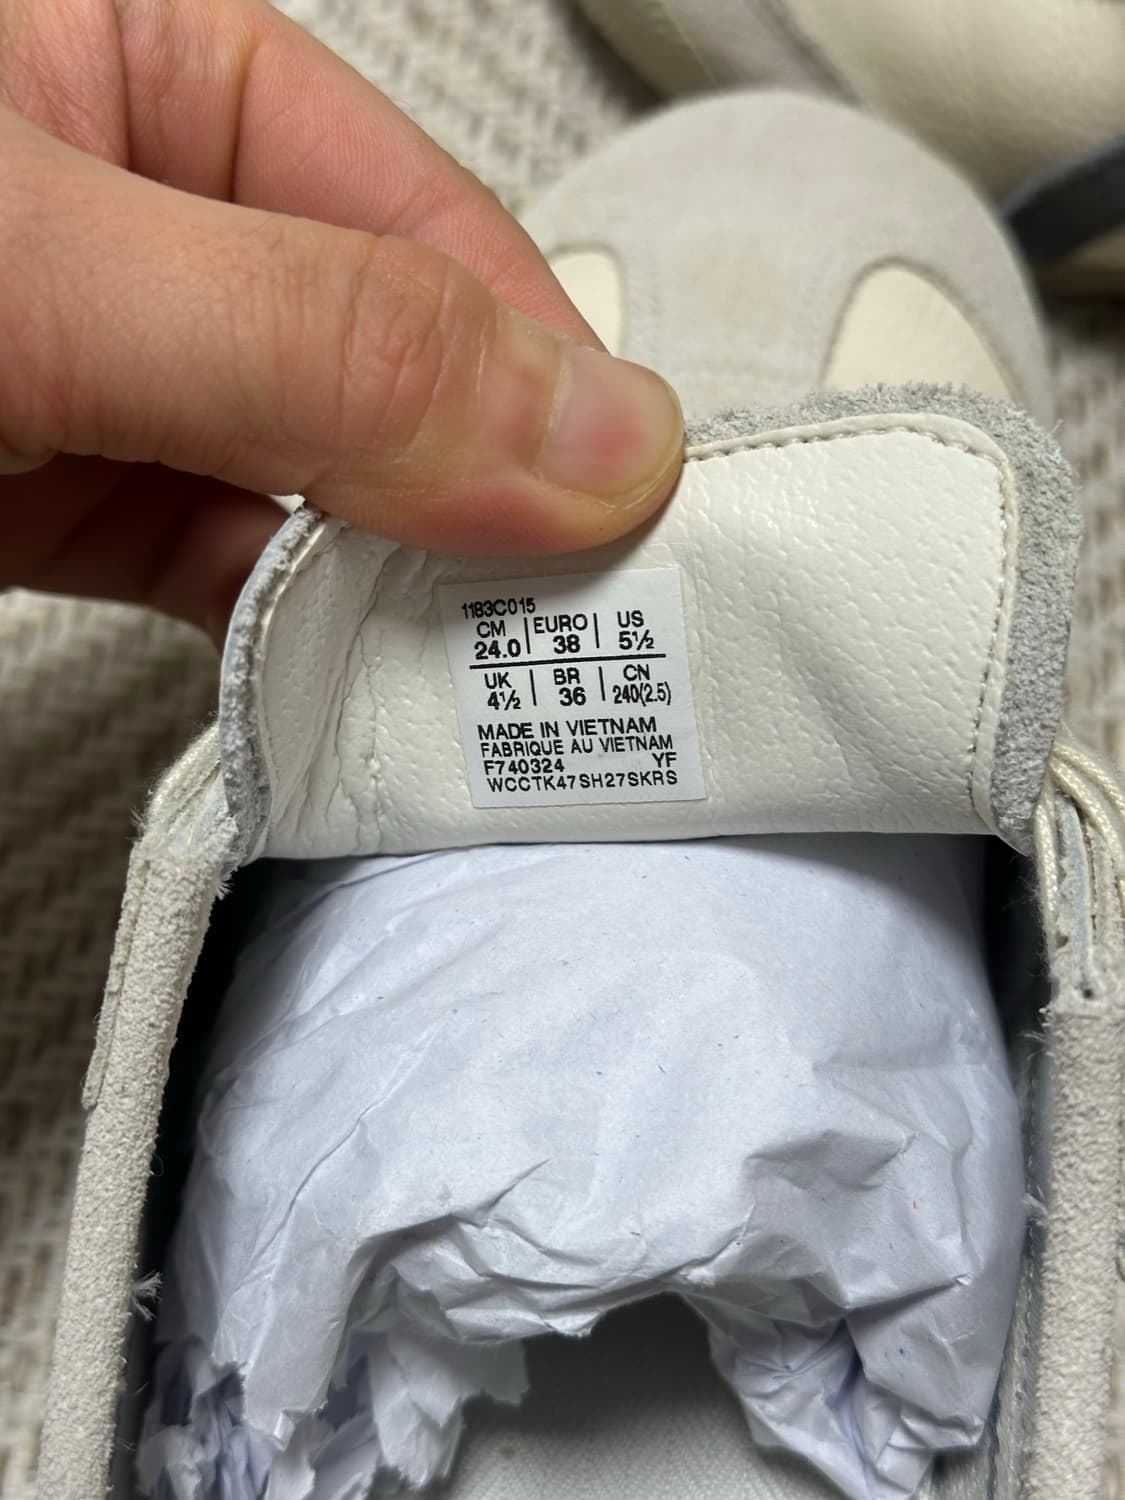 1183C015
CM | EURO | US
24.0 | 38 | 5½
UK | BR | CN
4½ | 36 | 240(2.5)
MADE IN VIETNAM
FABRIQUE AU VIETNAM
F740324 YF
WCCTK47SH27SKRS